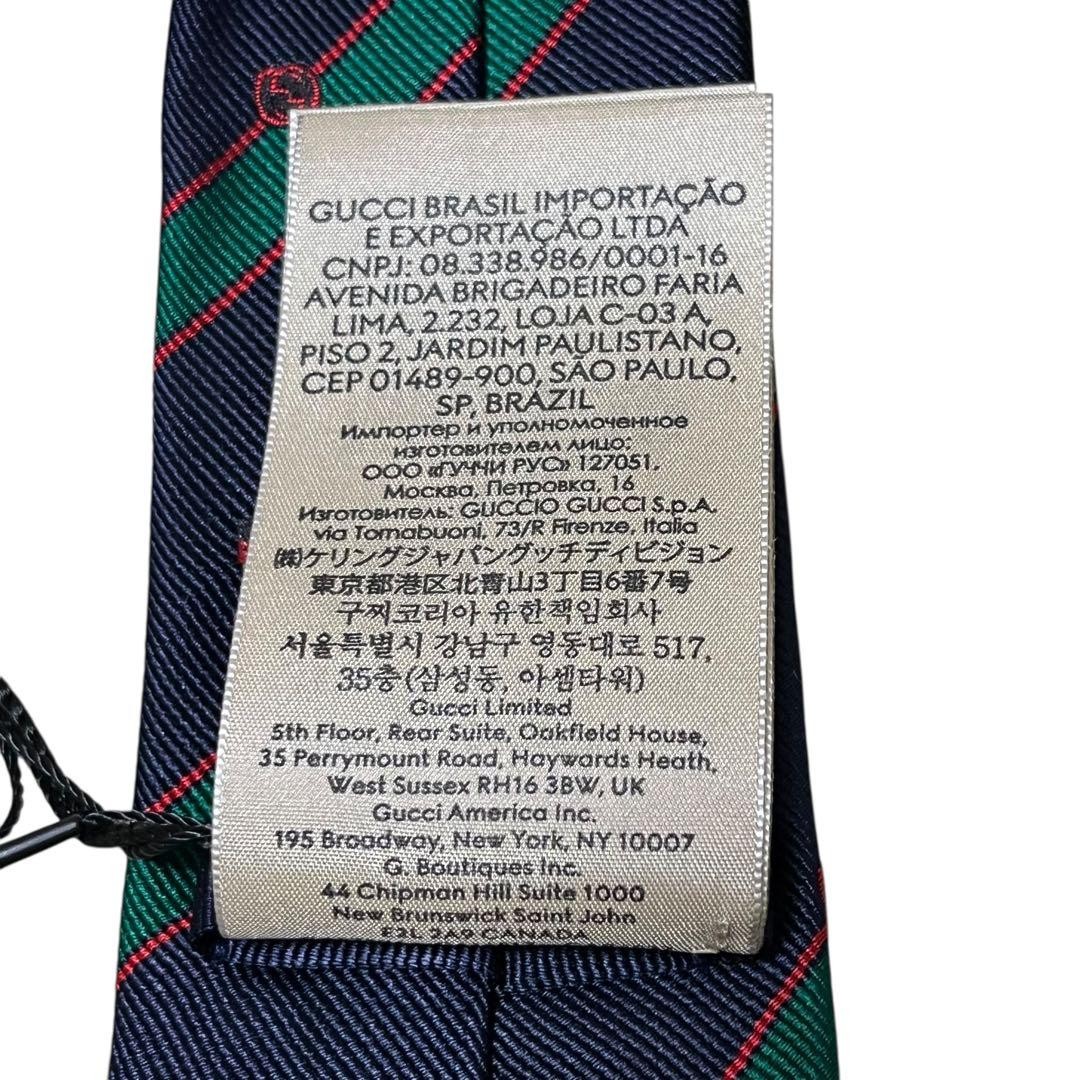 GUCCI BRASIL IMPORTAÇÃO
E EXPORTAÇÃO LTDA
CNPJ: 08.338.986/0001-16
AVENIDA BRIGADEIRO FARIA
LIMA, 2.232, LOJA C-03 A,
PISO 2, JARDIM PAULISTANO,
CEP 01489-900, SÃO PAULO,
SP, BRAZIL
Импортер и уполномоченное
изготовителем лицо:
ООО «ГУЧЧИ РУС» 127051,
Москва, Петровка, 16
Изготовитель: GUCCIO GUCCI S.p.A.
via Tornabuoni, 73/R Firenze, Italia
㈱ケリングジャパングッチディビジョン
東京都港区北青山3丁目6番7号
구찌코리아 유한책임회사
서울특별시 강남구 영동대로 517,
35층 (삼성동, 아셈타워)
Gucci Limited
5th Floor, Rear Suite, Oakfield House,
35 Perrymount Road, Haywards Heath,
West Sussex RH16 3BW, UK
Gucci America Inc.
195 Broadway, New York, NY 10007
G. Boutiques Inc.
44 Chipman Hill Suite 1000
New Brunswick Saint John
E2L 2A9 CANADA